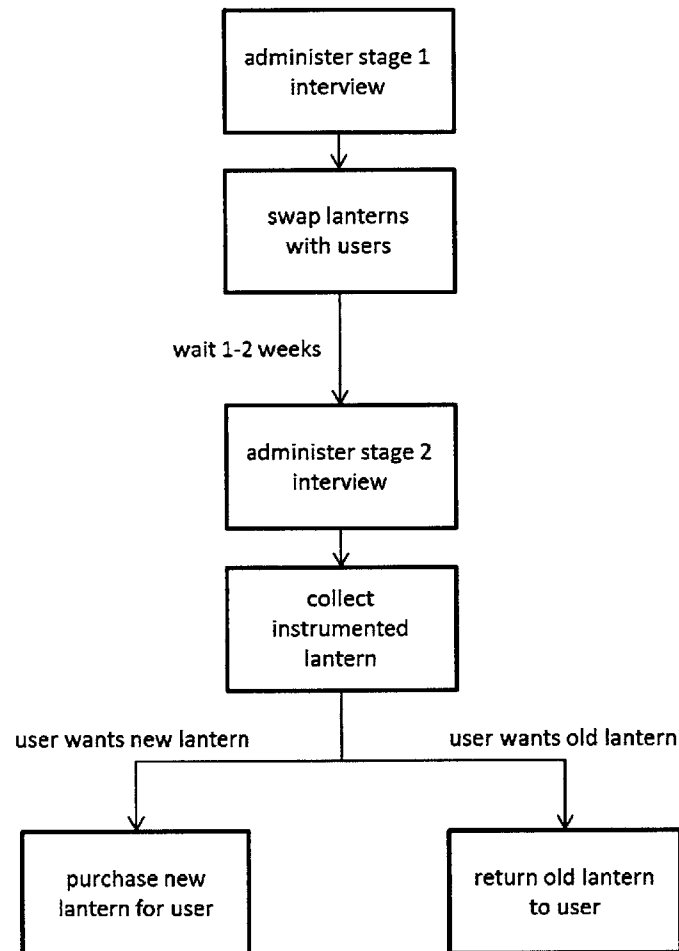 administer stage 1
interview
swap lanterns
with users
wait 1-2 weeks
administer stage 2
interview
collect
instrumented
lantern
user wants new lantern
user wants old lantern
purchase new
lantern for user
return old lantern
to user